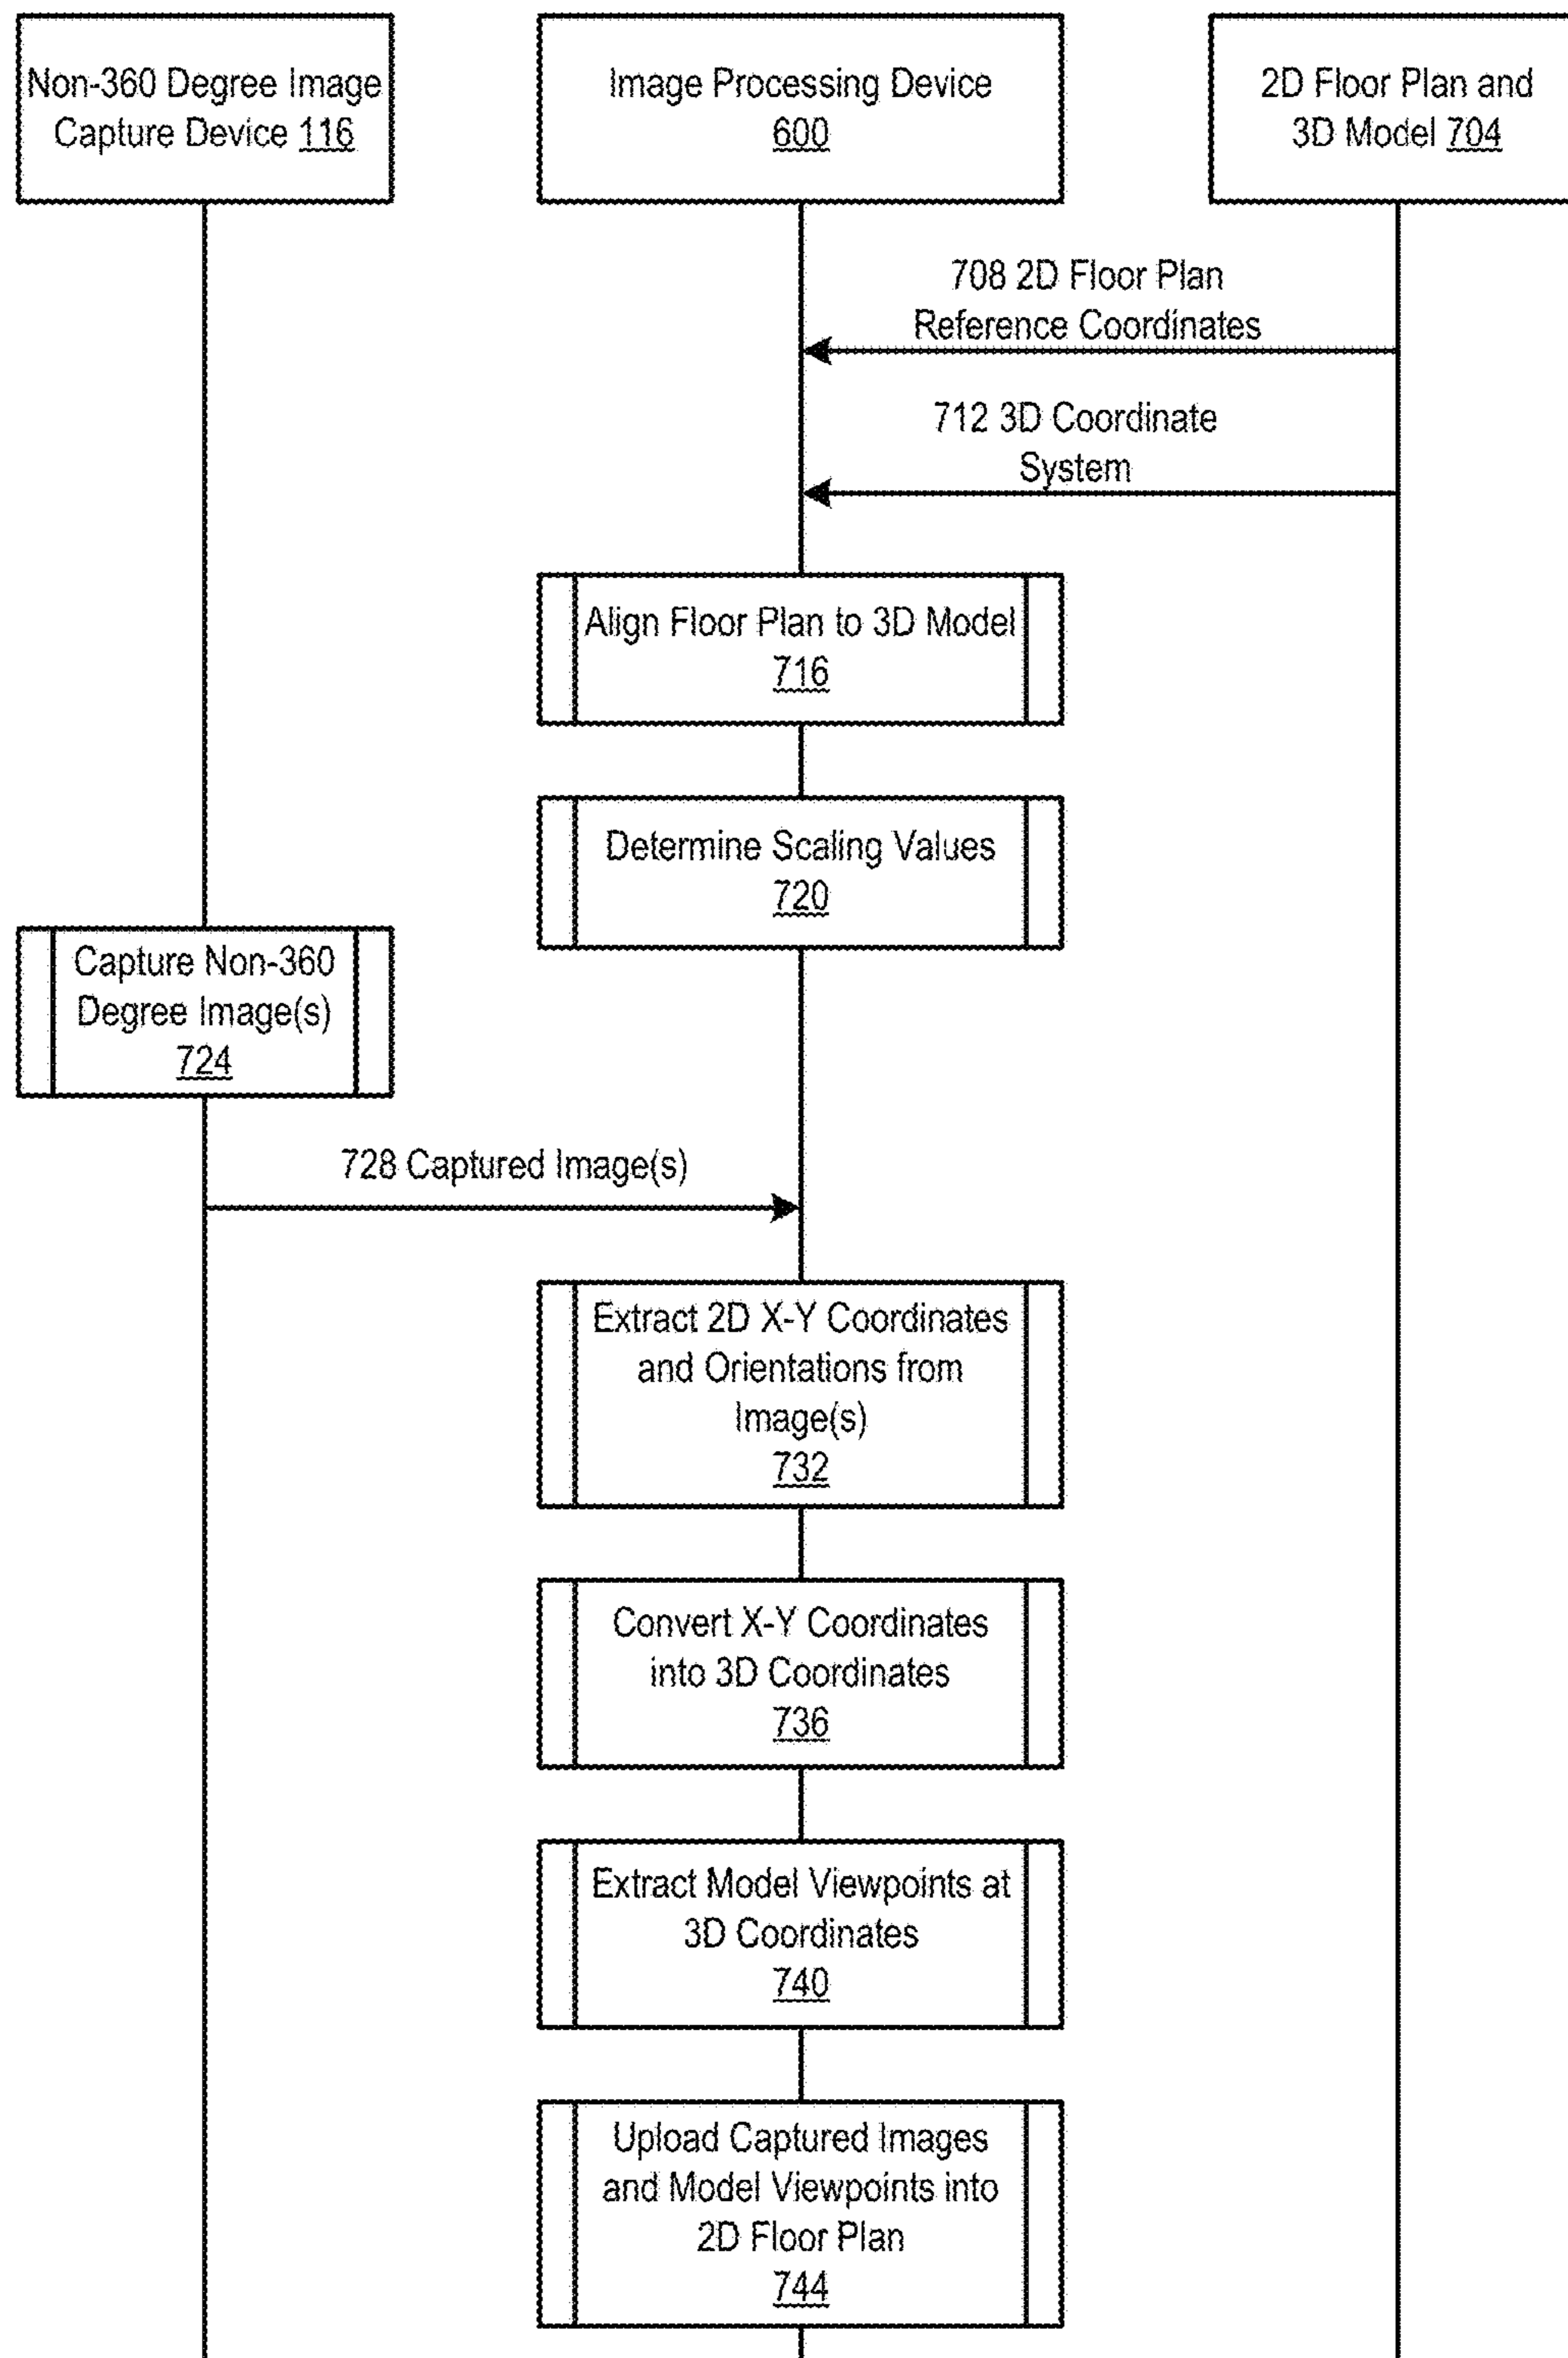 Non-360 Degree Image
Capture Device 116
Image Processing Device
600
2D Floor Plan and
3D Model 704
708 2D Floor Plan
Reference Coordinates
712 3D Coordinate
System
Align Floor Plan to 3D Model
716
Determine Scaling Values
720
Capture Non-360
Degree Image(s)
724
728 Captured Image(s)
Extract 2D X-Y Coordinates
and Orientations from
Image(s)
732
Convert X-Y Coordinates
into 3D Coordinates
736
Extract Model Viewpoints at
3D Coordinates
740
Upload Captured Images
and Model Viewpoints into
2D Floor Plan
744